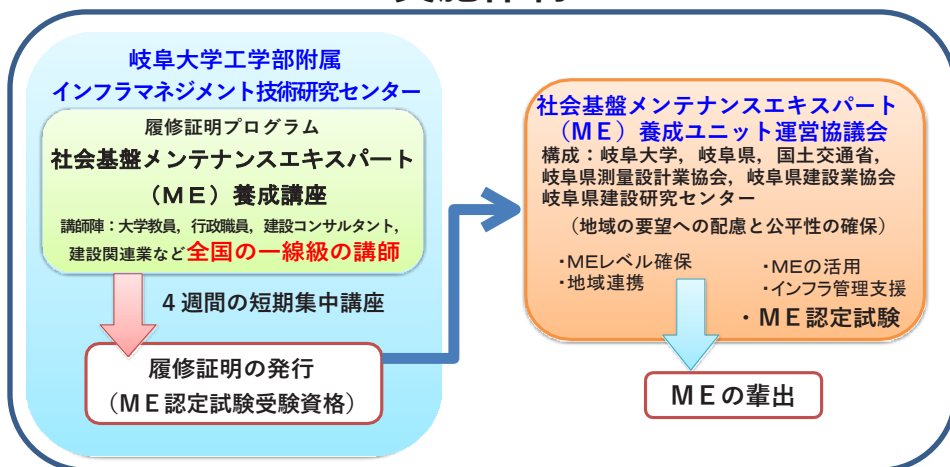 岐阜大学工学部附属
インフラマネジメント技術研究センター
履修証明プログラム
社会基盤メンテナンスエキスパート
（ＭＥ）養成講座
講師陣：大学教員，行政職員，建設コンサルタント，
建設関連業など全国の一線級の講師
４週間の短期集中講座
履修証明の発行
（ＭＥ認定試験受験資格）
社会基盤メンテナンスエキスパート
（ＭＥ）養成ユニット運営協議会
構成：岐阜大学，岐阜県，国土交通省，
岐阜県測量設計業協会，岐阜県建設業協会
岐阜県建設研究センター
（地域の要望への配慮と公平性の確保）
・ＭＥレベル確保
・地域連携
・ＭＥの活用
・インフラ管理支援
・ＭＥ認定試験
ＭＥの輩出